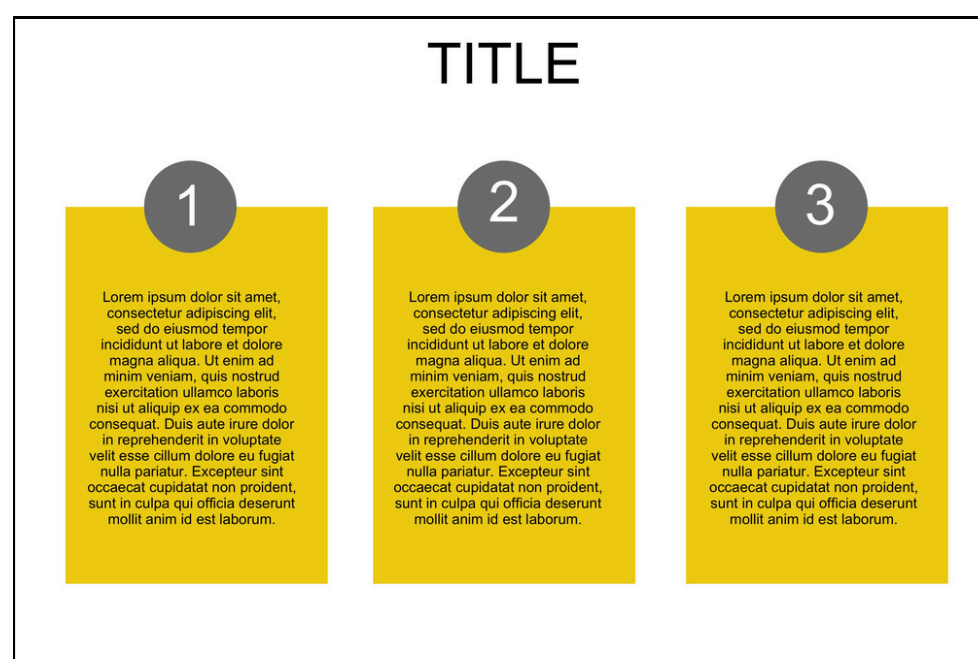 TITLE
1
Lorem ipsum dolor sit amet,
consectetur adipiscing elit,
sed do eiusmod tempor
incididunt ut labore et dolore
magna aliqua. Ut enim ad
minim veniam, quis nostrud
exercitation ullamco laboris
nisi ut aliquip ex ea commodo
consequat. Duis aute irure dolor
in reprehenderit in voluptate
velit esse cillum dolore eu fugiat
nulla pariatur. Excepteur sint
occaecat cupidatat non proident,
sunt in culpa qui officia deserunt
mollit anim id est laborum.
2
Lorem ipsum dolor sit amet,
consectetur adipiscing elit,
sed do eiusmod tempor
incididunt ut labore et dolore
magna aliqua. Ut enim ad
minim veniam, quis nostrud
exercitation ullamco laboris
nisi ut aliquip ex ea commodo
consequat. Duis aute irure dolor
in reprehenderit in voluptate
velit esse cillum dolore eu fugiat
nulla pariatur. Excepteur sint
occaecat cupidatat non proident,
sunt in culpa qui officia deserunt
mollit anim id est laborum.
3
Lorem ipsum dolor sit amet,
consectetur adipiscing elit,
sed do eiusmod tempor
incididunt ut labore et dolore
magna aliqua. Ut enim ad
minim veniam, quis nostrud
exercitation ullamco laboris
nisi ut aliquip ex ea commodo
consequat. Duis aute irure dolor
in reprehenderit in voluptate
velit esse cillum dolore eu fugiat
nulla pariatur. Excepteur sint
occaecat cupidatat non proident,
sunt in culpa qui officia deserunt
mollit anim id est laborum.